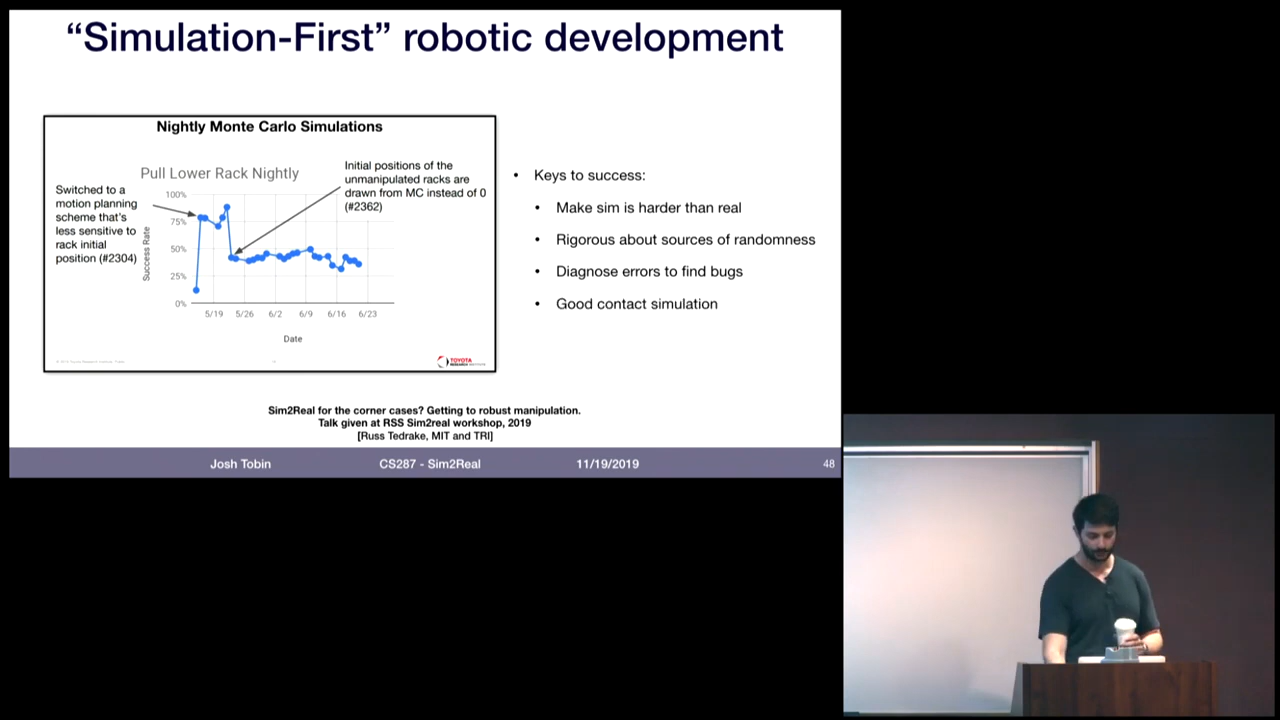 “Simulation-First” robotic development
Nightly Monte Carlo Simulations
Pull Lower Rack Nightly
Switched to a
motion planning
scheme that's
less sensitive to
rack initial
position (#2304)
Initial positions of the
unmanipulated racks are
drawn from MC instead of 0
(#2362)
Success Rate
100%
75%
50%
25%
0%
5/19 5/26 6/2 6/9 6/16 6/23
Date
TOYOTA
RESEARCH INSTITUTE
• Keys to success:
• Make sim is harder than real
• Rigorous about sources of randomness
• Diagnose errors to find bugs
• Good contact simulation
Sim2Real for the corner cases? Getting to robust manipulation.
Talk given at RSS Sim2real workshop, 2019
[Russ Tedrake, MIT and TRI]
Josh Tobin CS287 - Sim2Real 11/19/2019 48